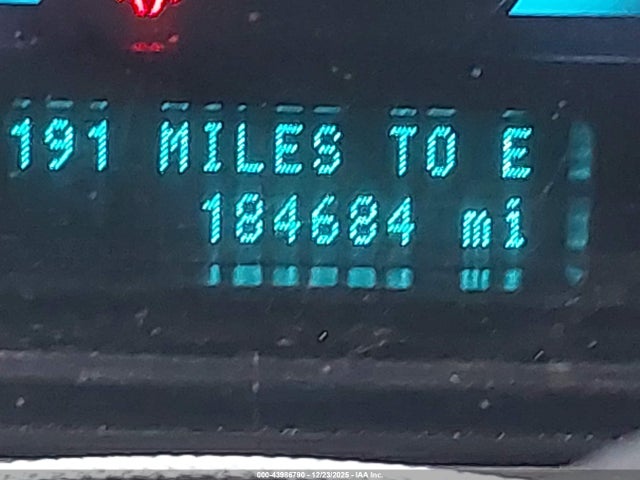 191 MILES TO E
184684 mi
000-43986790 - 12/23/2025 - IAA Inc.